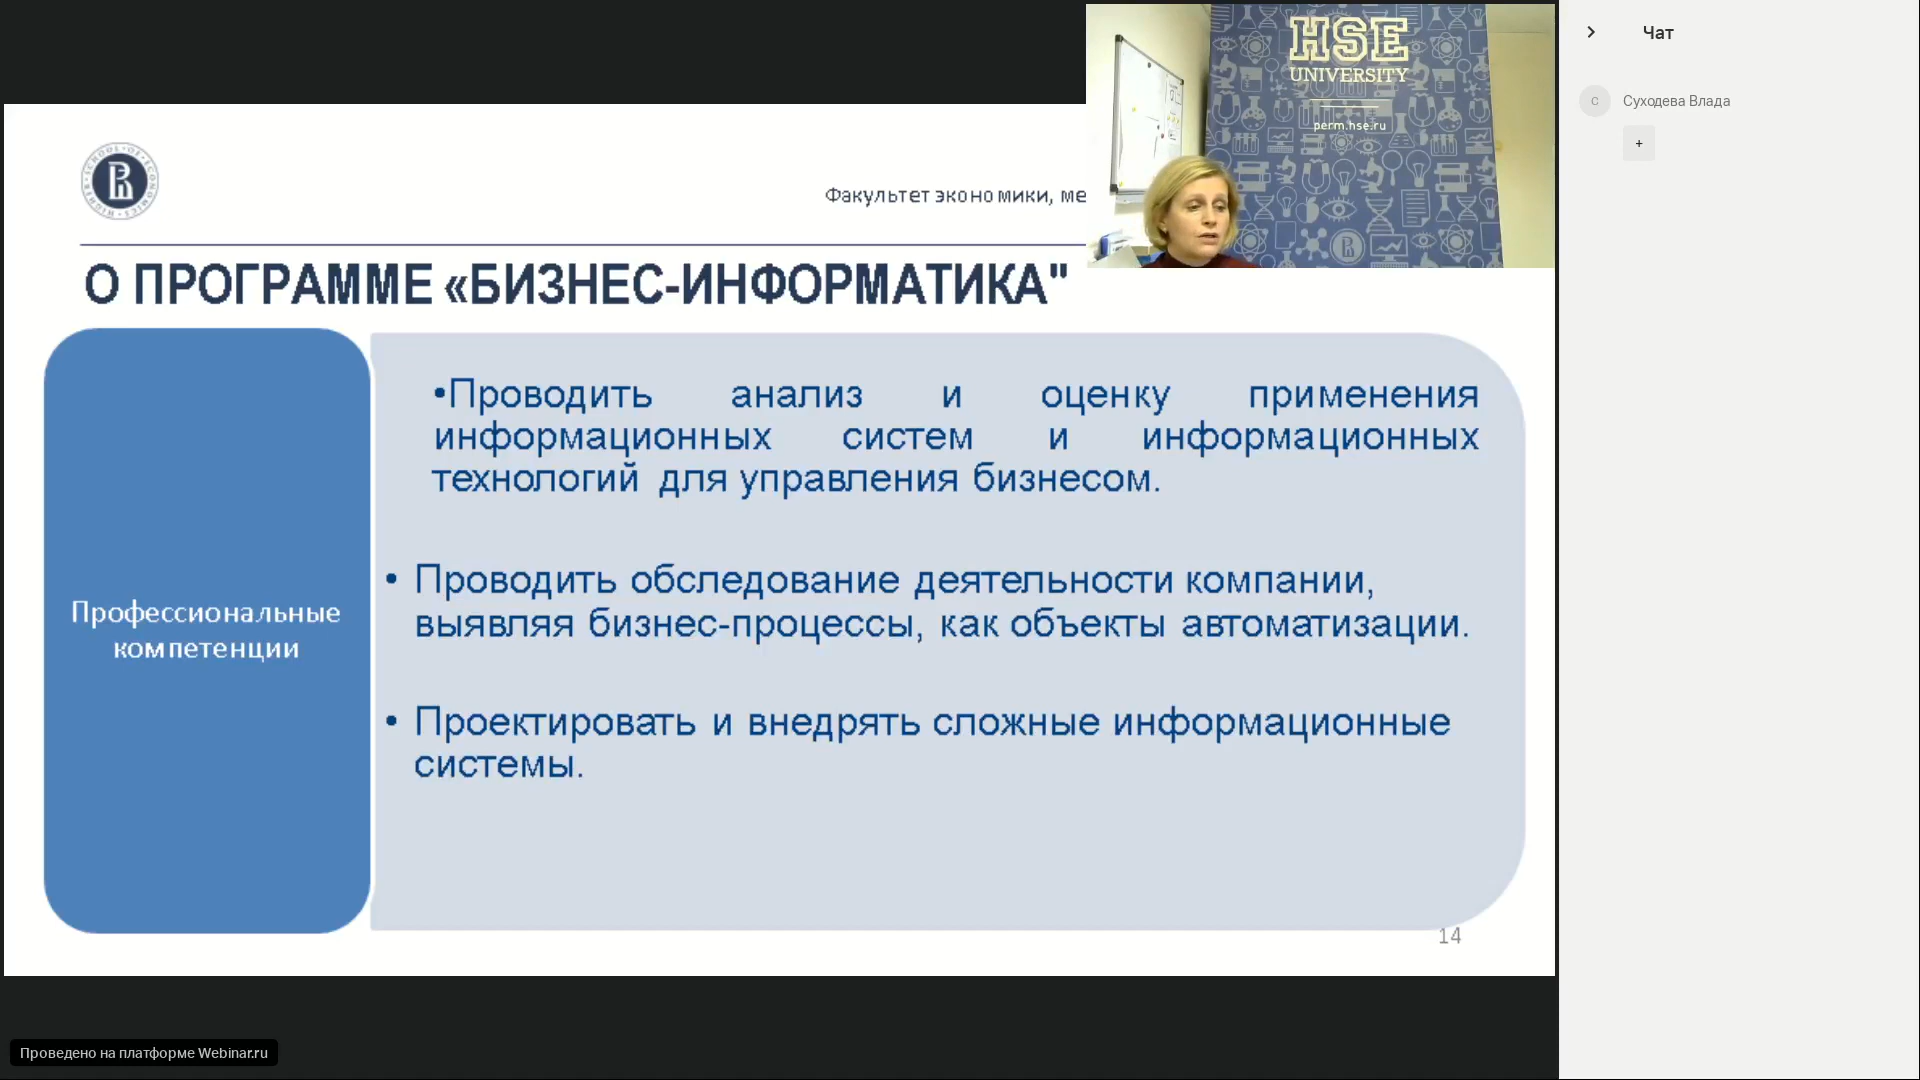 HSE
UNIVERSITY
perm.hse.ru
Чат
С
Суходева Влада
+
Факультет экономики, ме
О ПРОГРАММЕ «БИЗНЕС-ИНФОРМАТИКА"
Профессиональные
компетенции
•Проводить анализ и оценку применения
информационных систем и информационных
технологий для управления бизнесом.
• Проводить обследование деятельности компании,
выявляя бизнес-процессы, как объекты автоматизации.
• Проектировать и внедрять сложные информационные
системы.
14
Проведено на платформе Webinar.ru